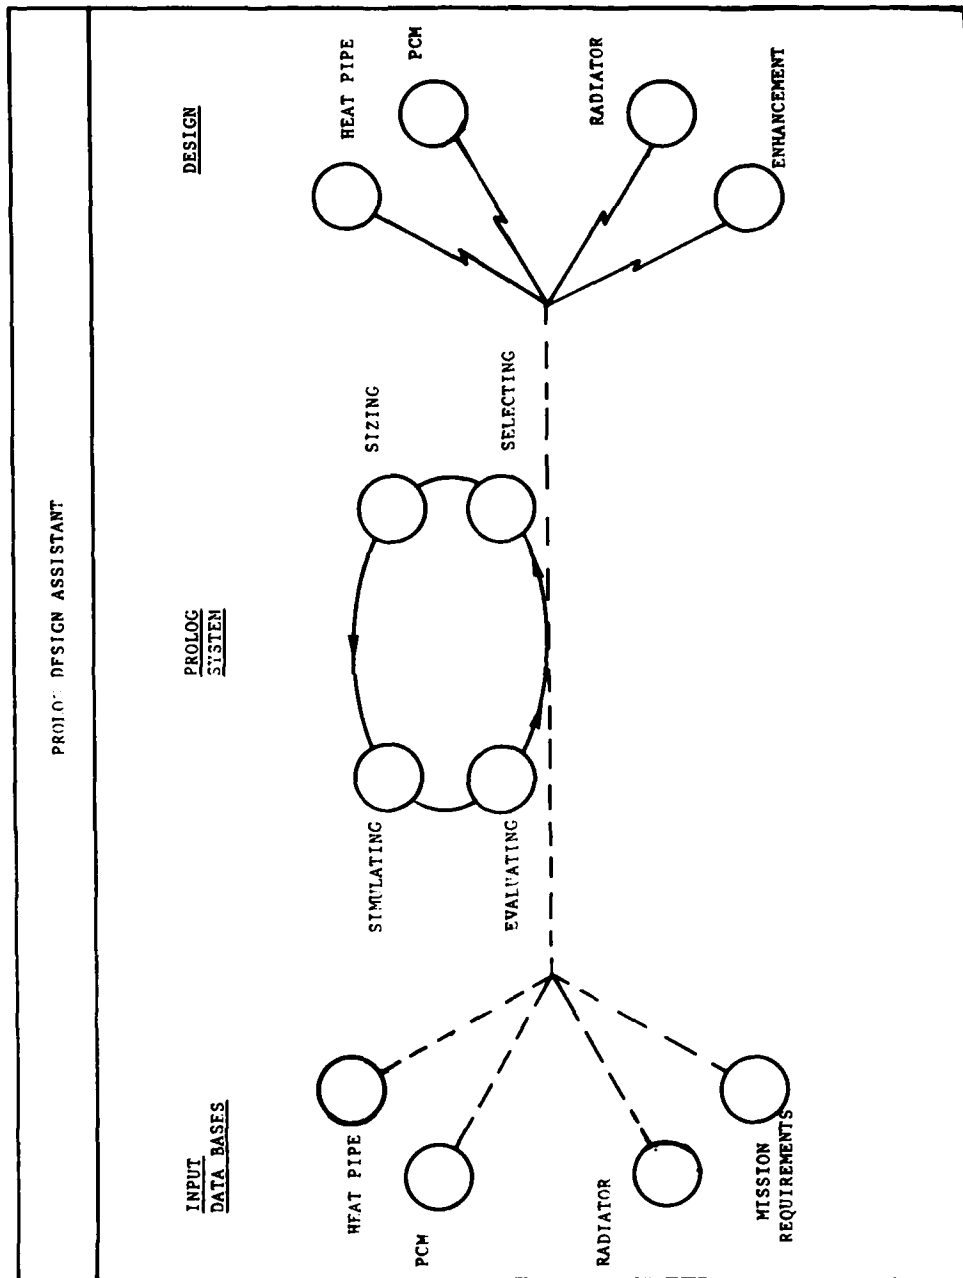 PROLOG DESIGN ASSISTANT
INPUT
DATA BASES
PROLOG
SYSTEM
DESIGN
HEAT PIPE
PCM
RADIATOR
MISSION
REQUIREMENTS
SIMULATING
EVALUATING
SIZING
SELECTING
HEAT PIPE
PCM
RADIATOR
ENHANCEMENT